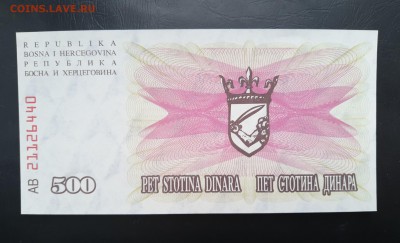 COINS.LAVE.RU
REPUBLIKA
BOSNA I HERCEGOVINA
РЕПУБЛИКА
БОСНА И ХЕРЦЕГОВИНА
AB 21126440
500
PET STOTINA DINARA ПЕТ СТОТИНА ДИНАРА